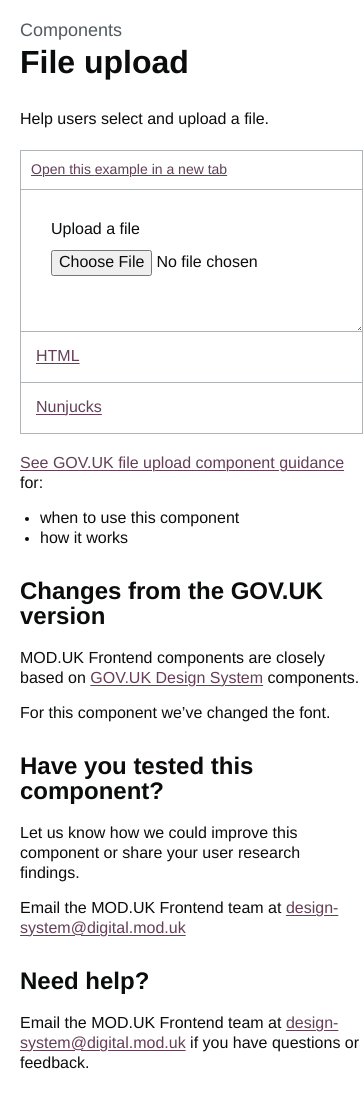 Components
File upload
Help users select and upload a file.
Open this example in a new tab
Upload a file
Choose File No file chosen
HTML
Nunjucks
See GOV.UK file upload component guidance
for:
• when to use this component
• how it works
Changes from the GOV.UK
version
MOD.UK Frontend components are closely
based on GOV.UK Design System components.
For this component we’ve changed the font.
Have you tested this
component?
Let us know how we could improve this
component or share your user research
findings.
Email the MOD.UK Frontend team at design-
system@digital.mod.uk
Need help?
Email the MOD.UK Frontend team at design-
system@digital.mod.uk if you have questions or
feedback.